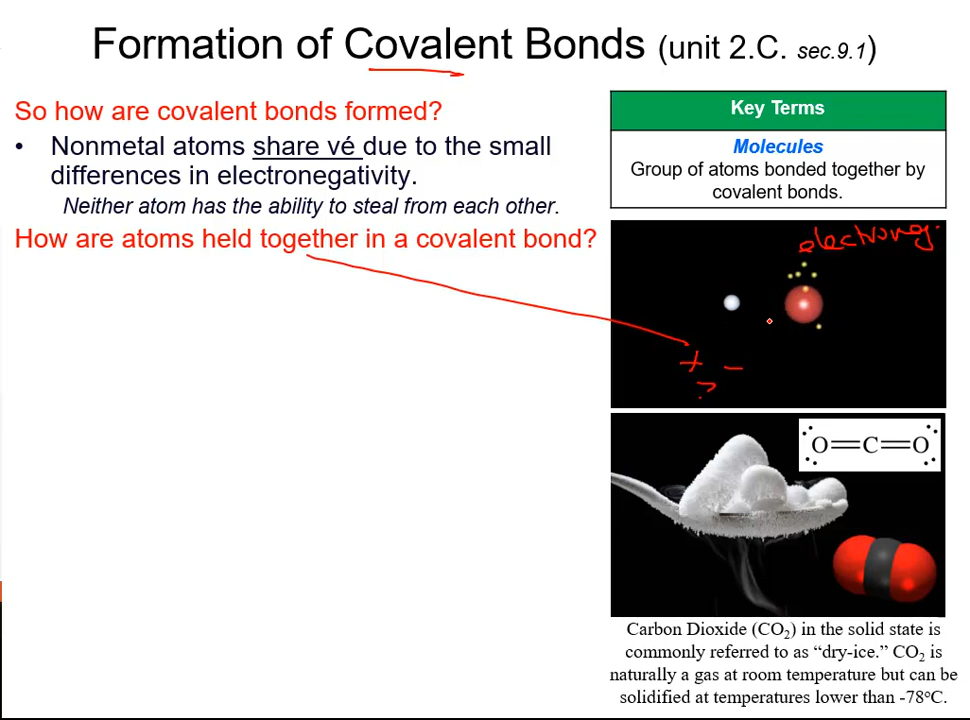 Formation of Covalent Bonds (unit 2.C. sec.9.1)
So how are covalent bonds formed?
• Nonmetal atoms share vé due to the small
differences in electronegativity.
Neither atom has the ability to steal from each other.
How are atoms held together in a covalent bond?
Key Terms
Molecules
Group of atoms bonded together by
covalent bonds.
electroneg.
+ -
?
O=C=O
Carbon Dioxide (CO₂) in the solid state is
commonly referred to as “dry-ice.” CO₂ is
naturally a gas at room temperature but can be
solidified at temperatures lower than -78ºC.